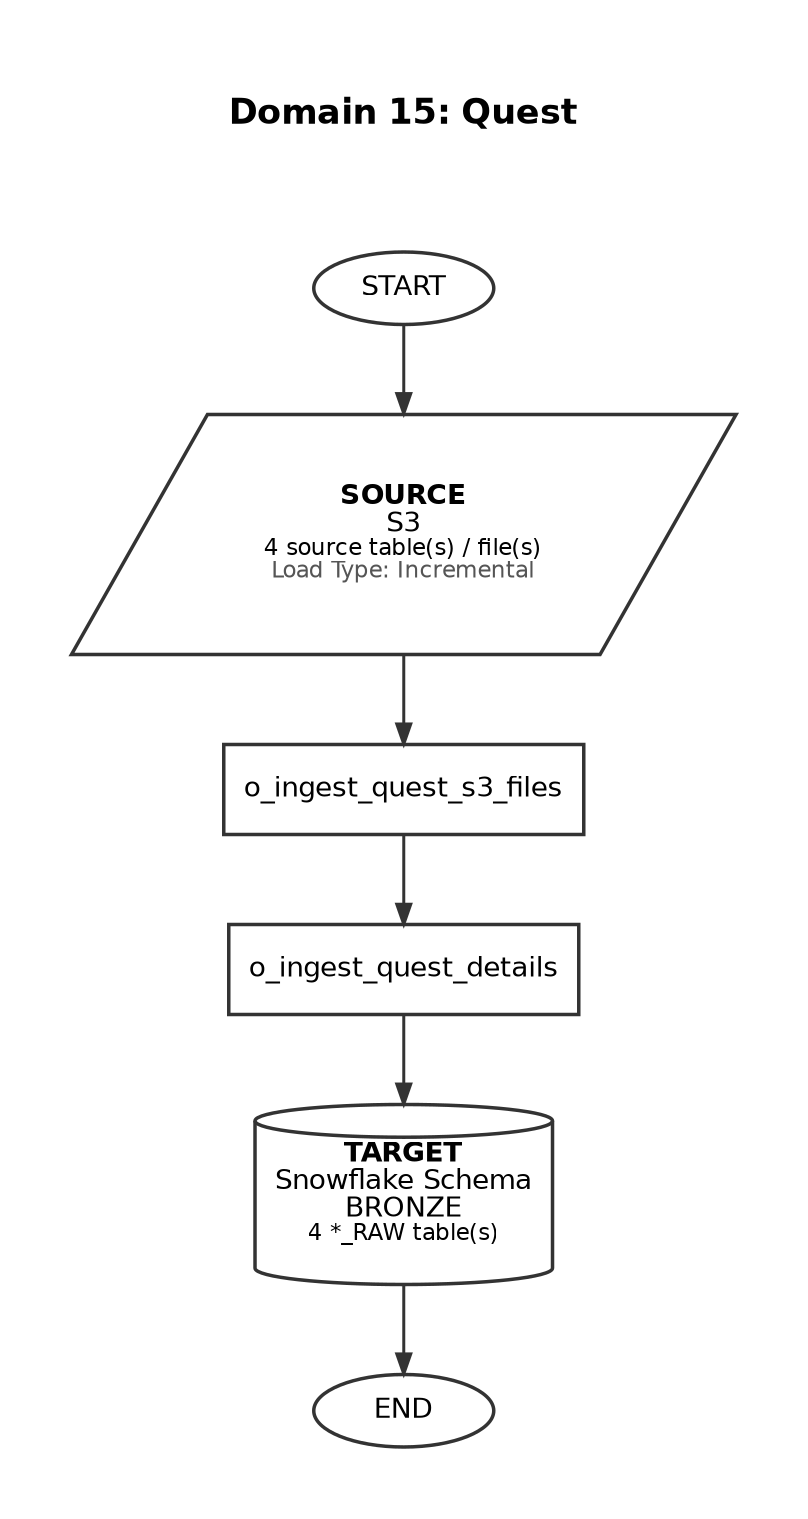 Domain 15: Quest
START
SOURCE
S3
4 source table(s) / file(s)
Load Type: Incremental
o_ingest_quest_s3_files
o_ingest_quest_details
TARGET
Snowflake Schema
BRONZE
4 *_RAW table(s)
END